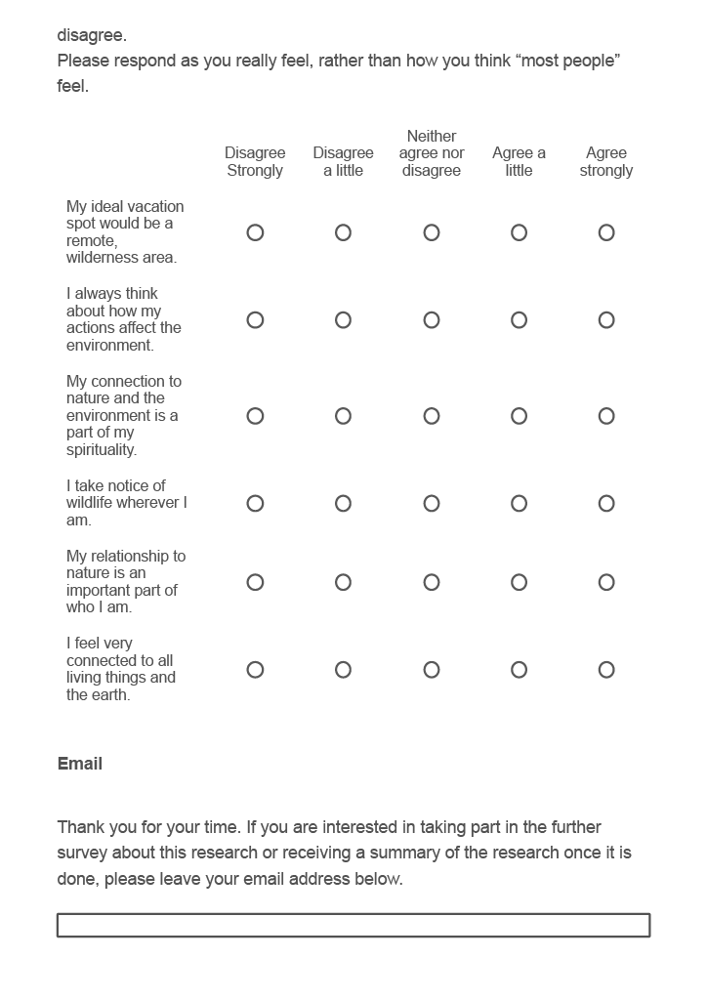 disagree.
Please respond as you really feel, rather than how you think “most people”
feel.
Neither
Disagree Disagree agree nor Agree a Agree
Strongly a little disagree little strongly
My ideal vacation
spot would be a
remote,
wilderness area.
I always think
about how my
actions affect the
environment.
My connection to
nature and the
environment is a
part of my
spirituality.
I take notice of
wildlife wherever I
am.
My relationship to
nature is an
important part of
who I am.
I feel very
connected to all
living things and
the earth.
Email
Thank you for your time. If you are interested in taking part in the further
survey about this research or receiving a summary of the research once it is
done, please leave your email address below.